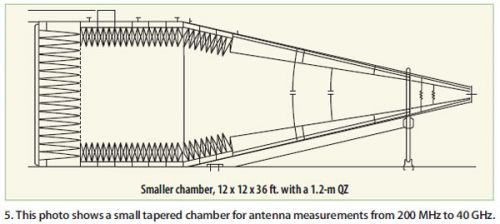 Smaller chamber, 12 x 12 x 36 ft. with a 1.2-m QZ
5. This photo shows a small tapered chamber for antenna measurements from 200 MHz to 40 GHz.